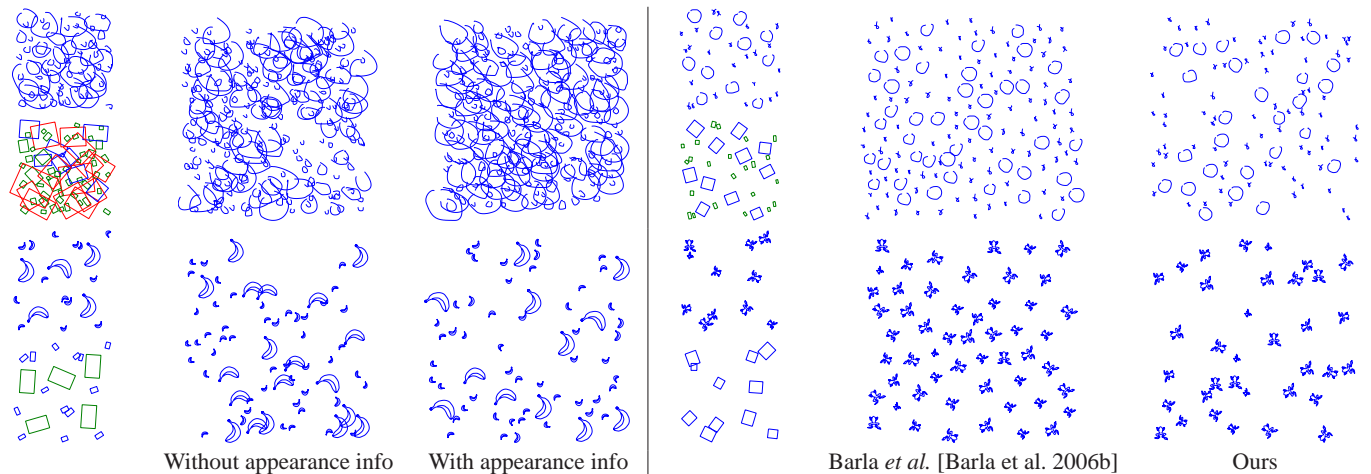 Without appearance info
With appearance info
Barla et al. [Barla et al. 2006b]
Ours